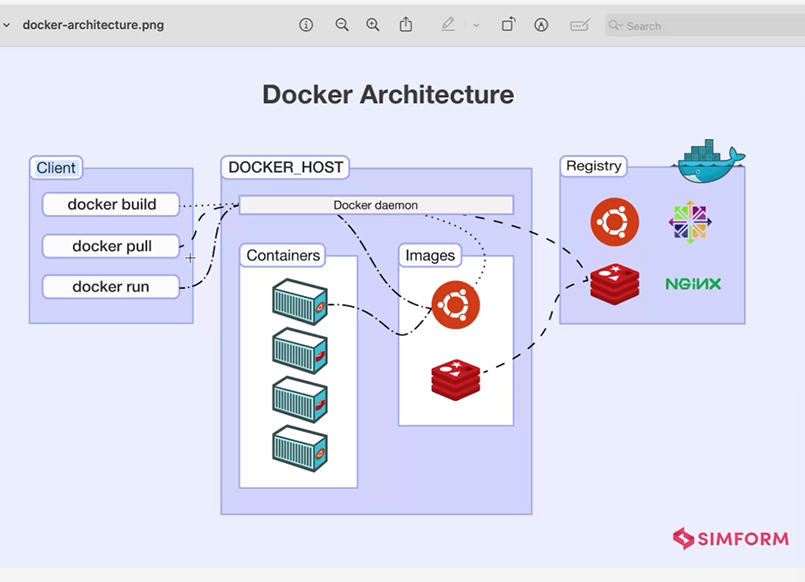 docker-architecture.png
Search
Docker Architecture
Client
docker build
docker pull
docker run
DOCKER_HOST
Docker daemon
Containers
Images
Registry
NGINX
SIMFORM